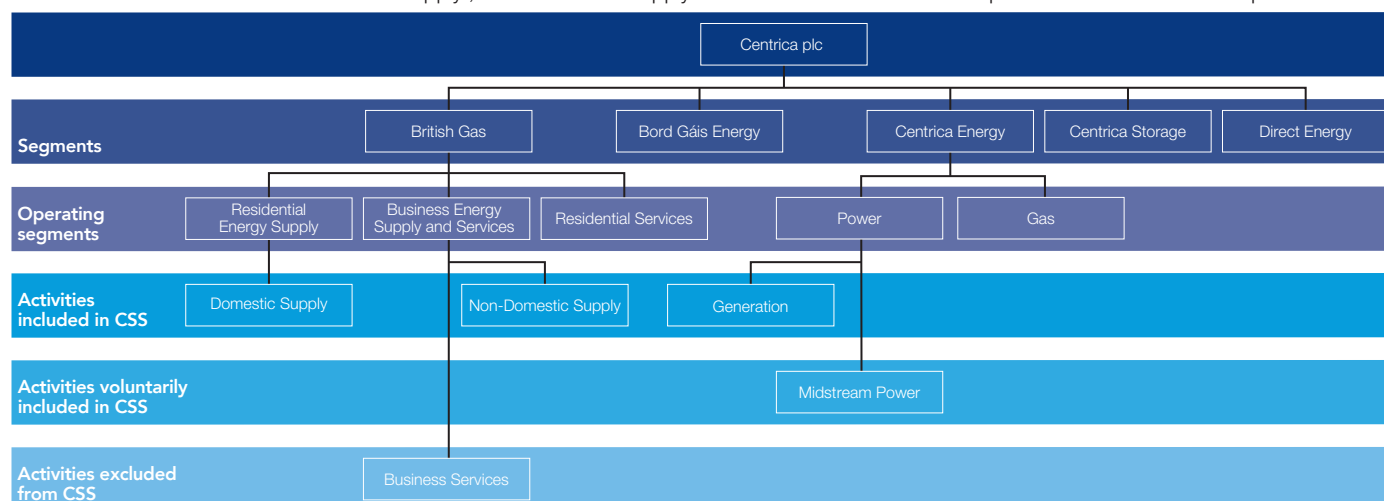 Centrica plc
Segments
British Gas
Bord Gáis Energy
Centrica Energy
Centrica Storage
Direct Energy
Operating
segments
Residential
Energy Supply
Business Energy
Supply and Services
Residential Services
Power
Gas
Activities
included in CSS
Domestic Supply
Non-Domestic Supply
Generation
Activities voluntarily
included in CSS
Midstream Power
Activities excluded
from CSS
Business Services